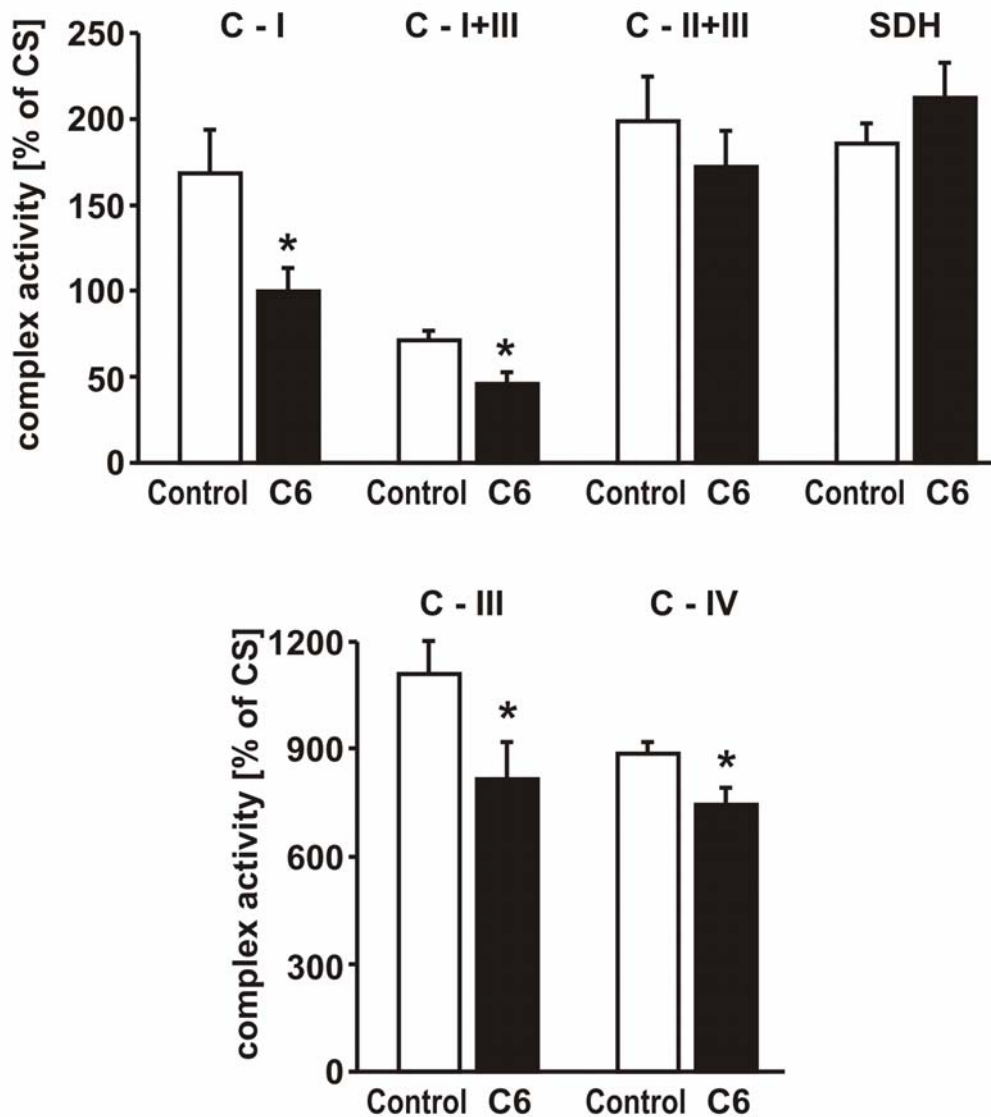 C - I C - I+III C - II+III SDH
complex activity [% of CS]
250
200
150
100
50
0
*
*
Control C6 Control C6 Control C6 Control C6
C - III C - IV
complex activity [% of CS]
1200
900
600
300
0
*
*
Control C6 Control C6